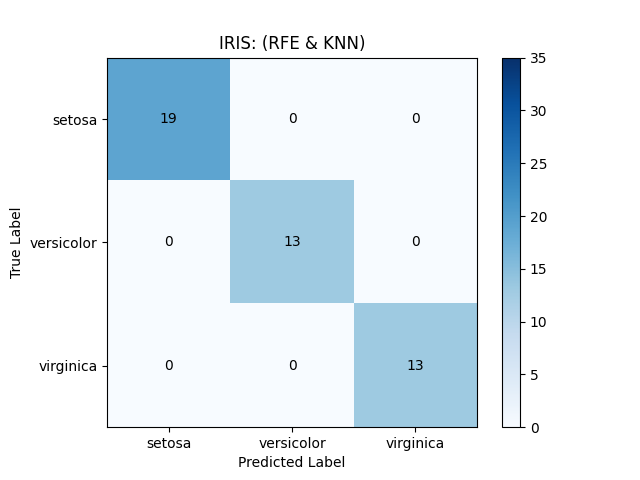 IRIS: (RFE & KNN)
True Label
setosa 19 0 0
versicolor 0 13 0
virginica 0 0 13
setosa versicolor virginica
Predicted Label
35
30
25
20
15
10
5
0